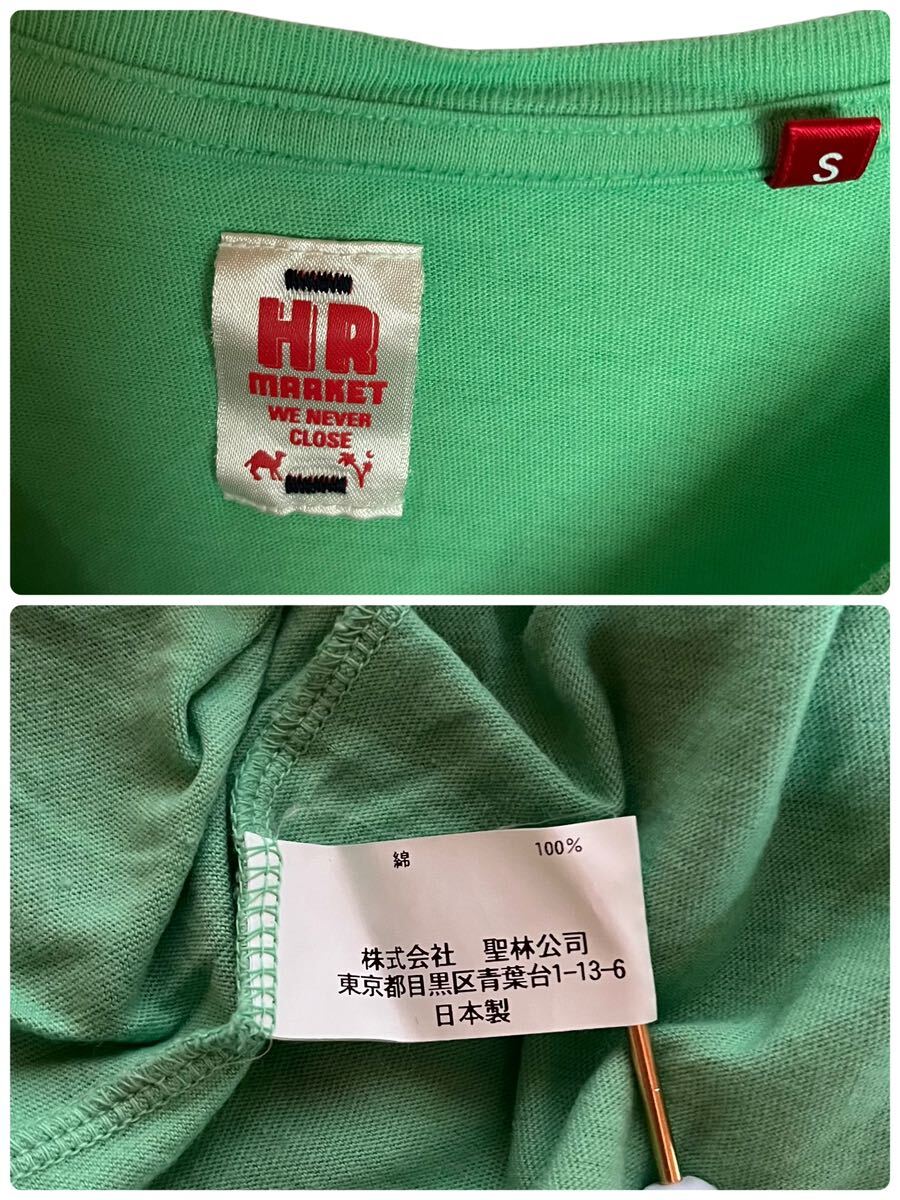 S
HR
MARKET
WE NEVER
CLOSE
綿 100%
株式会社 聖林公司
東京都目黒区青葉台1-13-6
日本製